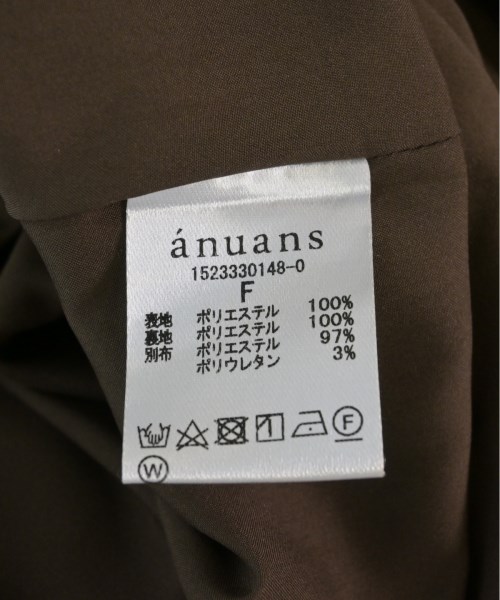 ánuans
1523330148-0
F
表地 ポリエステル 100%
裏地 ポリエステル 100%
別布 ポリエステル 97%
ポリウレタン 3%
F
W